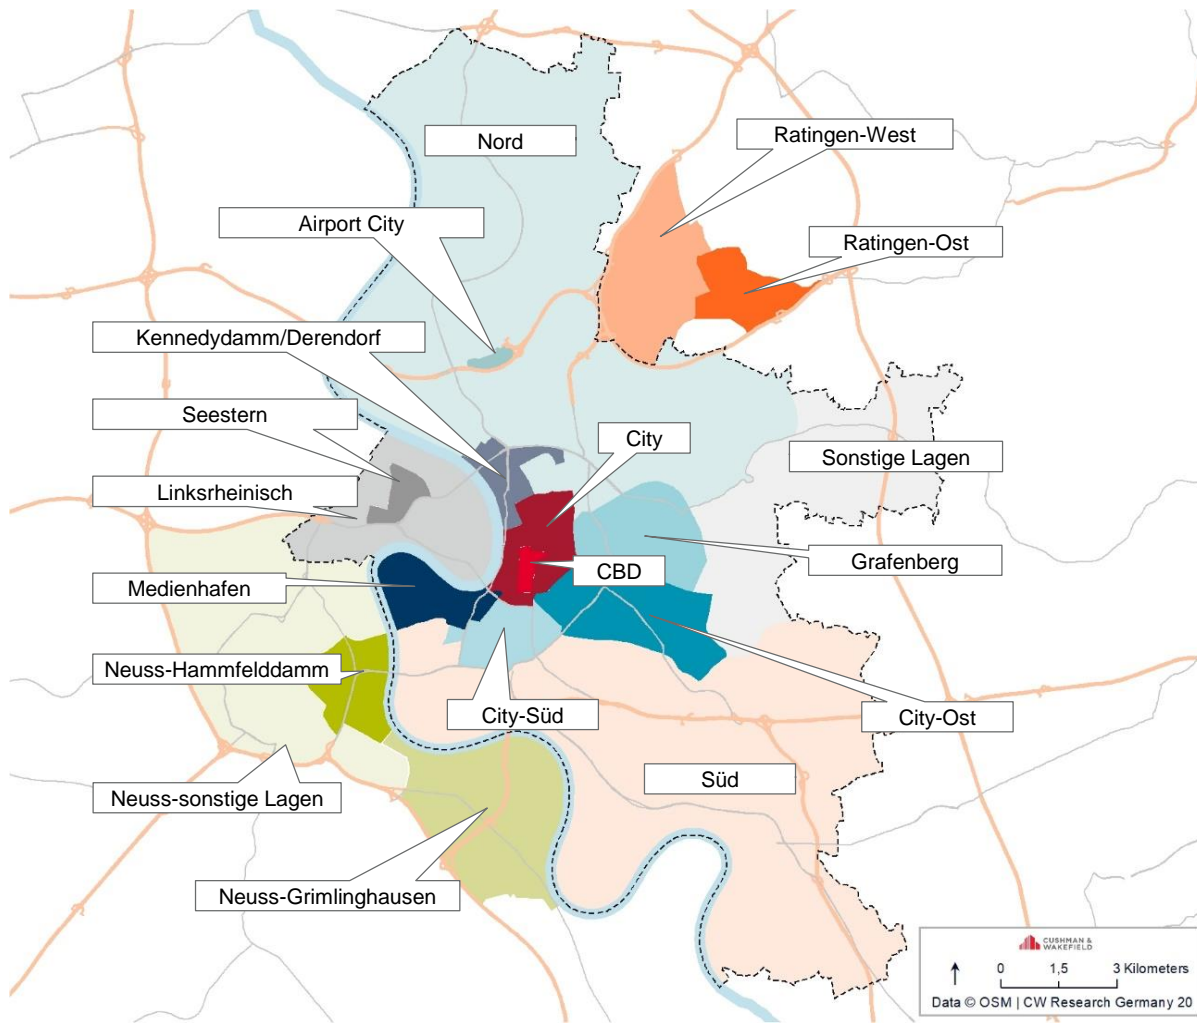 Nord
Ratingen-West
Airport City
Ratingen-Ost
Kennedydamm/Derendorf
Seestern
City
Sonstige Lagen
Linksrheinisch
Grafenberg
CBD
Medienhafen
Neuss-Hammfelddamm
City-Süd
City-Ost
Süd
Neuss-sonstige Lagen
Neuss-Grimlinghausen
CUSHMAN &
WAKEFIELD
0 1,5 3 Kilometers
Data © OSM | CW Research Germany 20